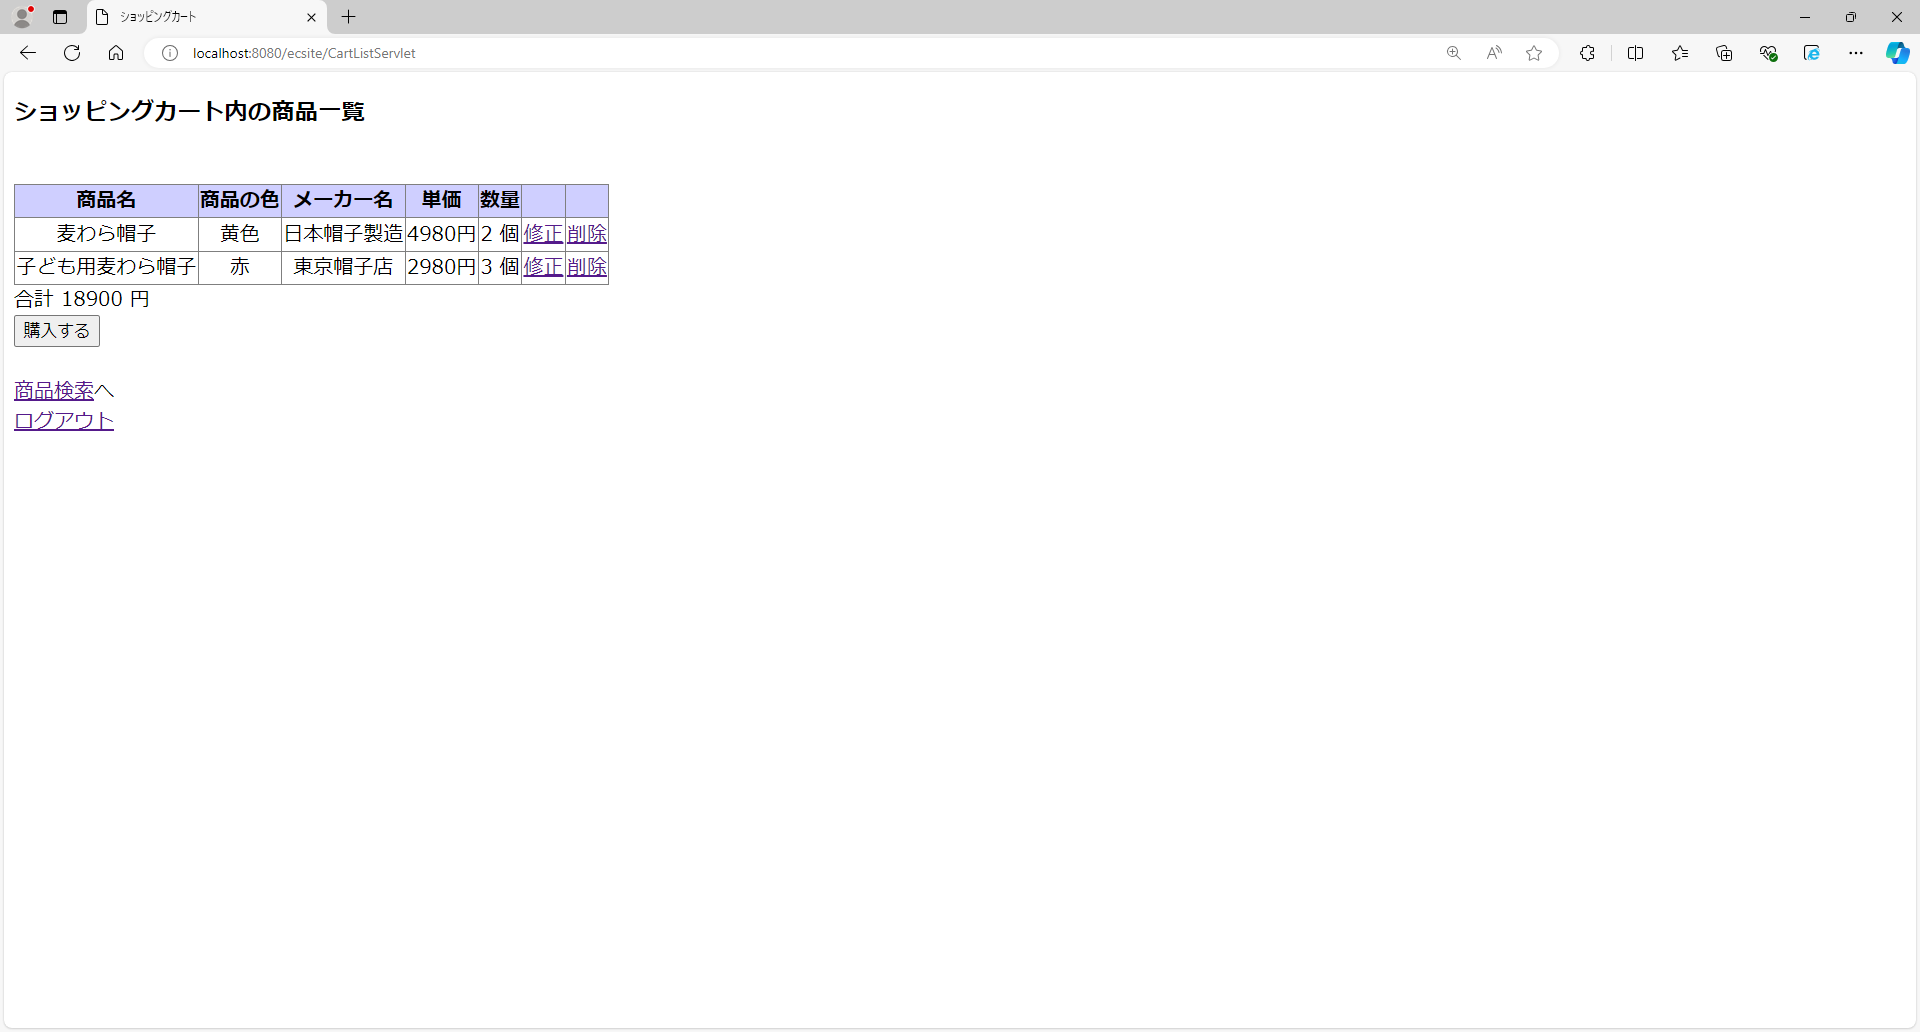 ショッピングカート
localhost:8080/ecsite/CartListServlet
ショッピングカート内の商品一覧
商品名 商品の色 メーカー名 単価 数量
麦わら帽子 黄色 日本帽子製造 4980円 2 個 修正 削除
子ども用麦わら帽子 赤 東京帽子店 2980円 3 個 修正 削除
合計 18900 円
購入する
商品検索へ
ログアウト